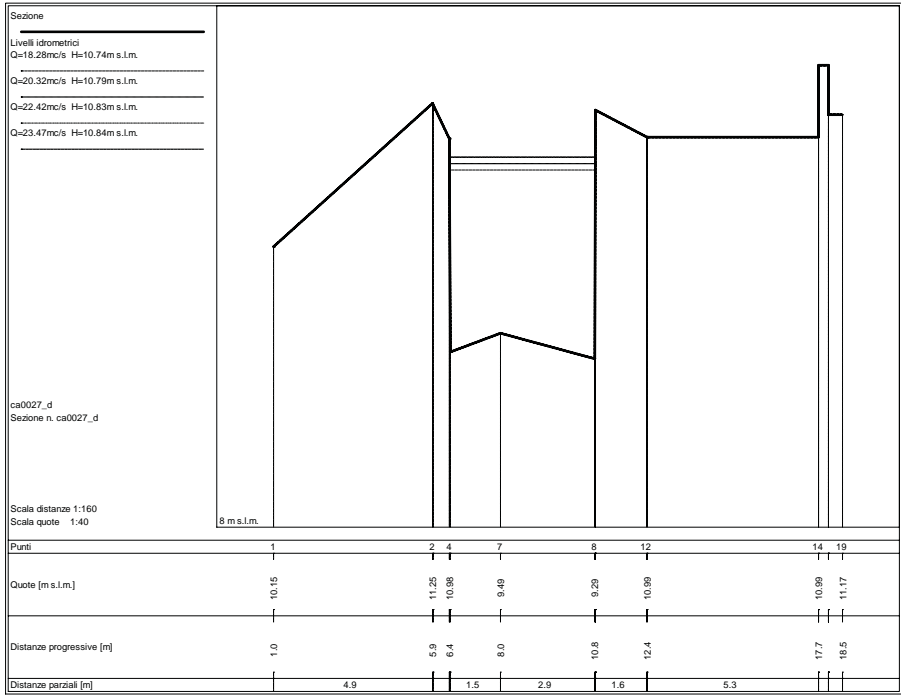 Sezione
Livelli idrometrici
Q=18.28mc/s H=10.74m s.l.m.
Q=20.32mc/s H=10.79m s.l.m.
Q=22.42mc/s H=10.83m s.l.m.
Q=23.47mc/s H=10.84m s.l.m.
ca0027_d
Sezione n. ca0027_d
Scala distanze 1:160
Scala quote 1:40
8 m s.l.m.
Punti 1 2 4 7 8 12 14 19
Quote [m s.l.m.] 10.15 11.25 10.98 9.49 9.29 10.99 10.99 11.17
Distanze progressive [m] 1.0 5.9 6.4 8.0 10.8 12.4 17.7 18.5
Distanze parziali [m] 4.9 1.5 2.9 1.6 5.3